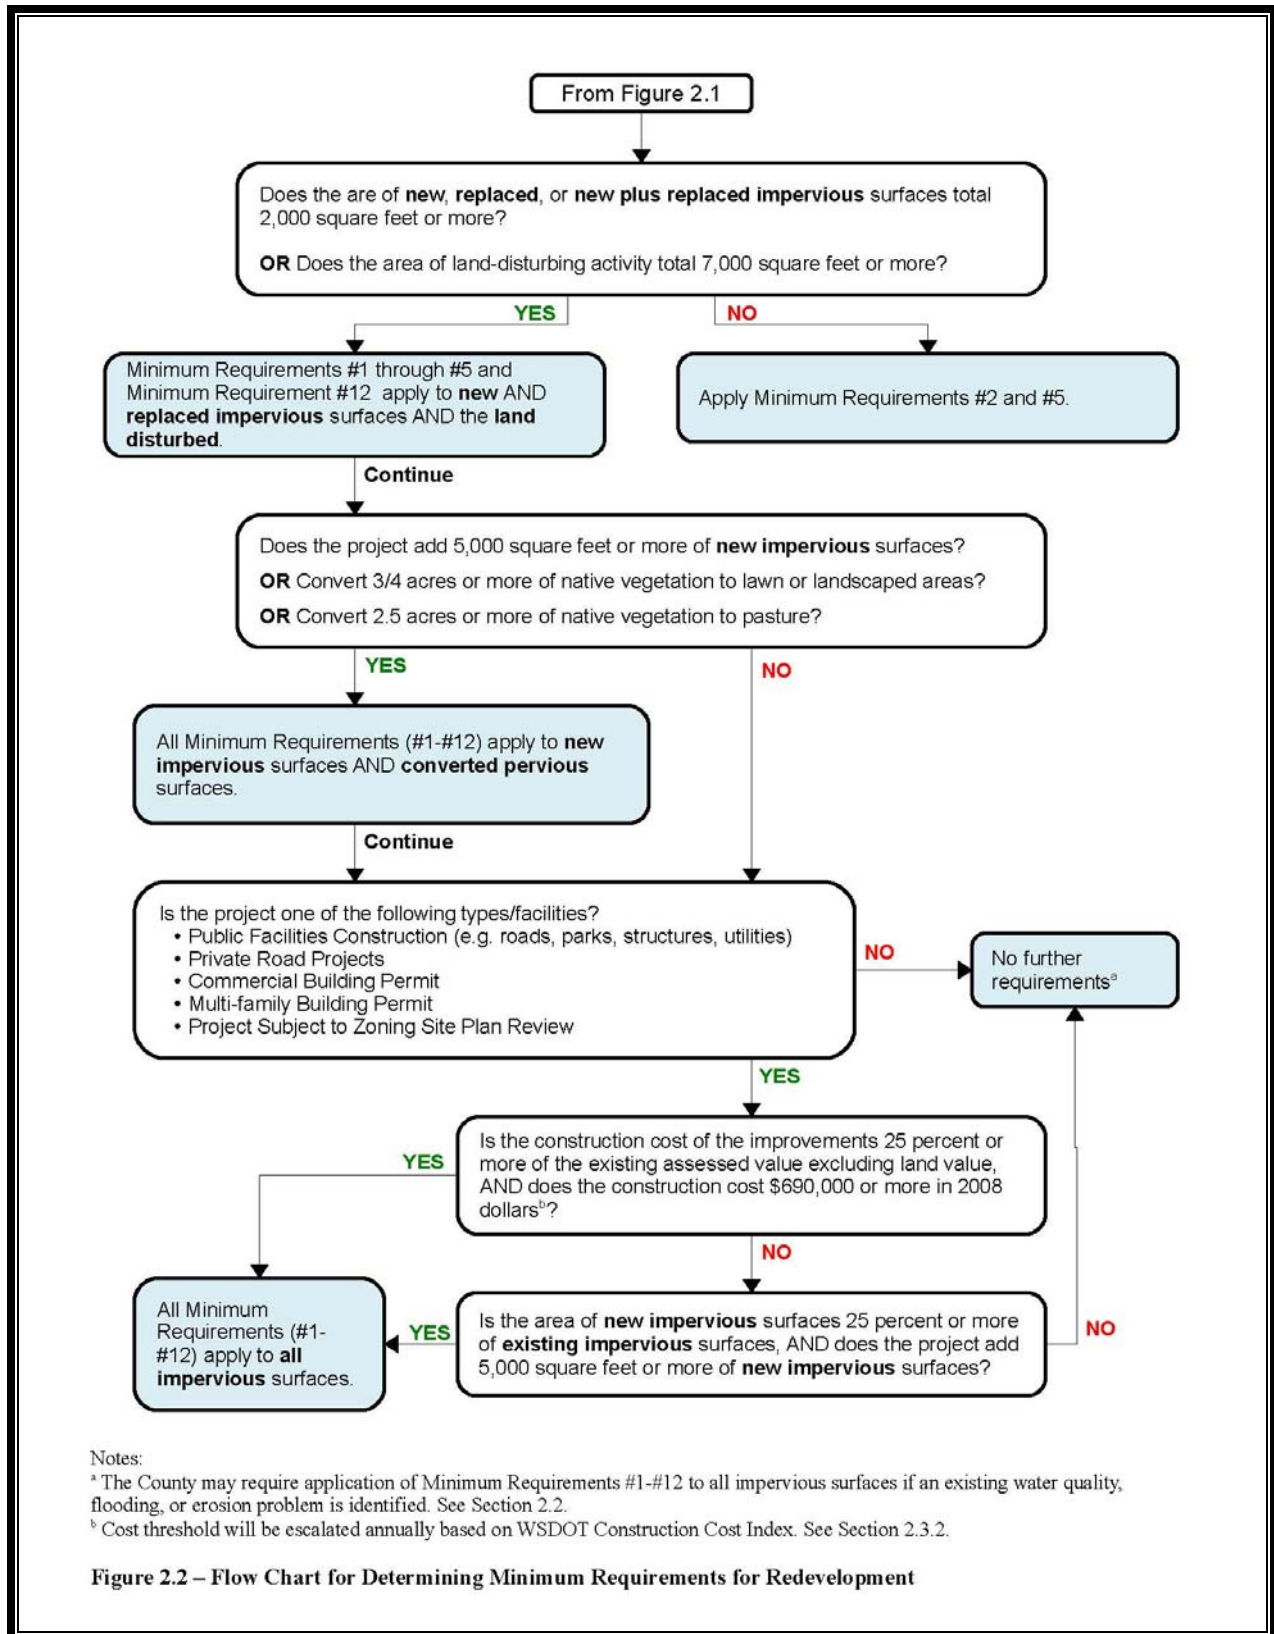 From Figure 2.1
Does the are of new, replaced, or new plus replaced impervious surfaces total
2,000 square feet or more?
OR Does the area of land-disturbing activity total 7,000 square feet or more?
YES
NO
Minimum Requirements #1 through #5 and
Minimum Requirement #12 apply to new AND
replaced impervious surfaces AND the land
disturbed.
Apply Minimum Requirements #2 and #5.
Continue
Does the project add 5,000 square feet or more of new impervious surfaces?
OR Convert 3/4 acres or more of native vegetation to lawn or landscaped areas?
OR Convert 2.5 acres or more of native vegetation to pasture?
YES
NO
All Minimum Requirements (#1-#12) apply to new
impervious surfaces AND converted pervious
surfaces.
Continue
Is the project one of the following types/facilities?
• Public Facilities Construction (e.g. roads, parks, structures, utilities)
• Private Road Projects
• Commercial Building Permit
• Multi-family Building Permit
• Project Subject to Zoning Site Plan Review
NO
No further
requirementsᵃ
YES
Is the construction cost of the improvements 25 percent or
more of the existing assessed value excluding land value,
AND does the construction cost $690,000 or more in 2008
dollarsᵇ?
YES
NO
All Minimum
Requirements (#1-
#12) apply to all
impervious surfaces.
YES
Is the area of new impervious surfaces 25 percent or more
of existing impervious surfaces, AND does the project add
5,000 square feet or more of new impervious surfaces?
NO
Notes:
ᵃ The County may require application of Minimum Requirements #1-#12 to all impervious surfaces if an existing water quality,
flooding, or erosion problem is identified. See Section 2.2.
ᵇ Cost threshold will be escalated annually based on WSDOT Construction Cost Index. See Section 2.3.2.
Figure 2.2 – Flow Chart for Determining Minimum Requirements for Redevelopment